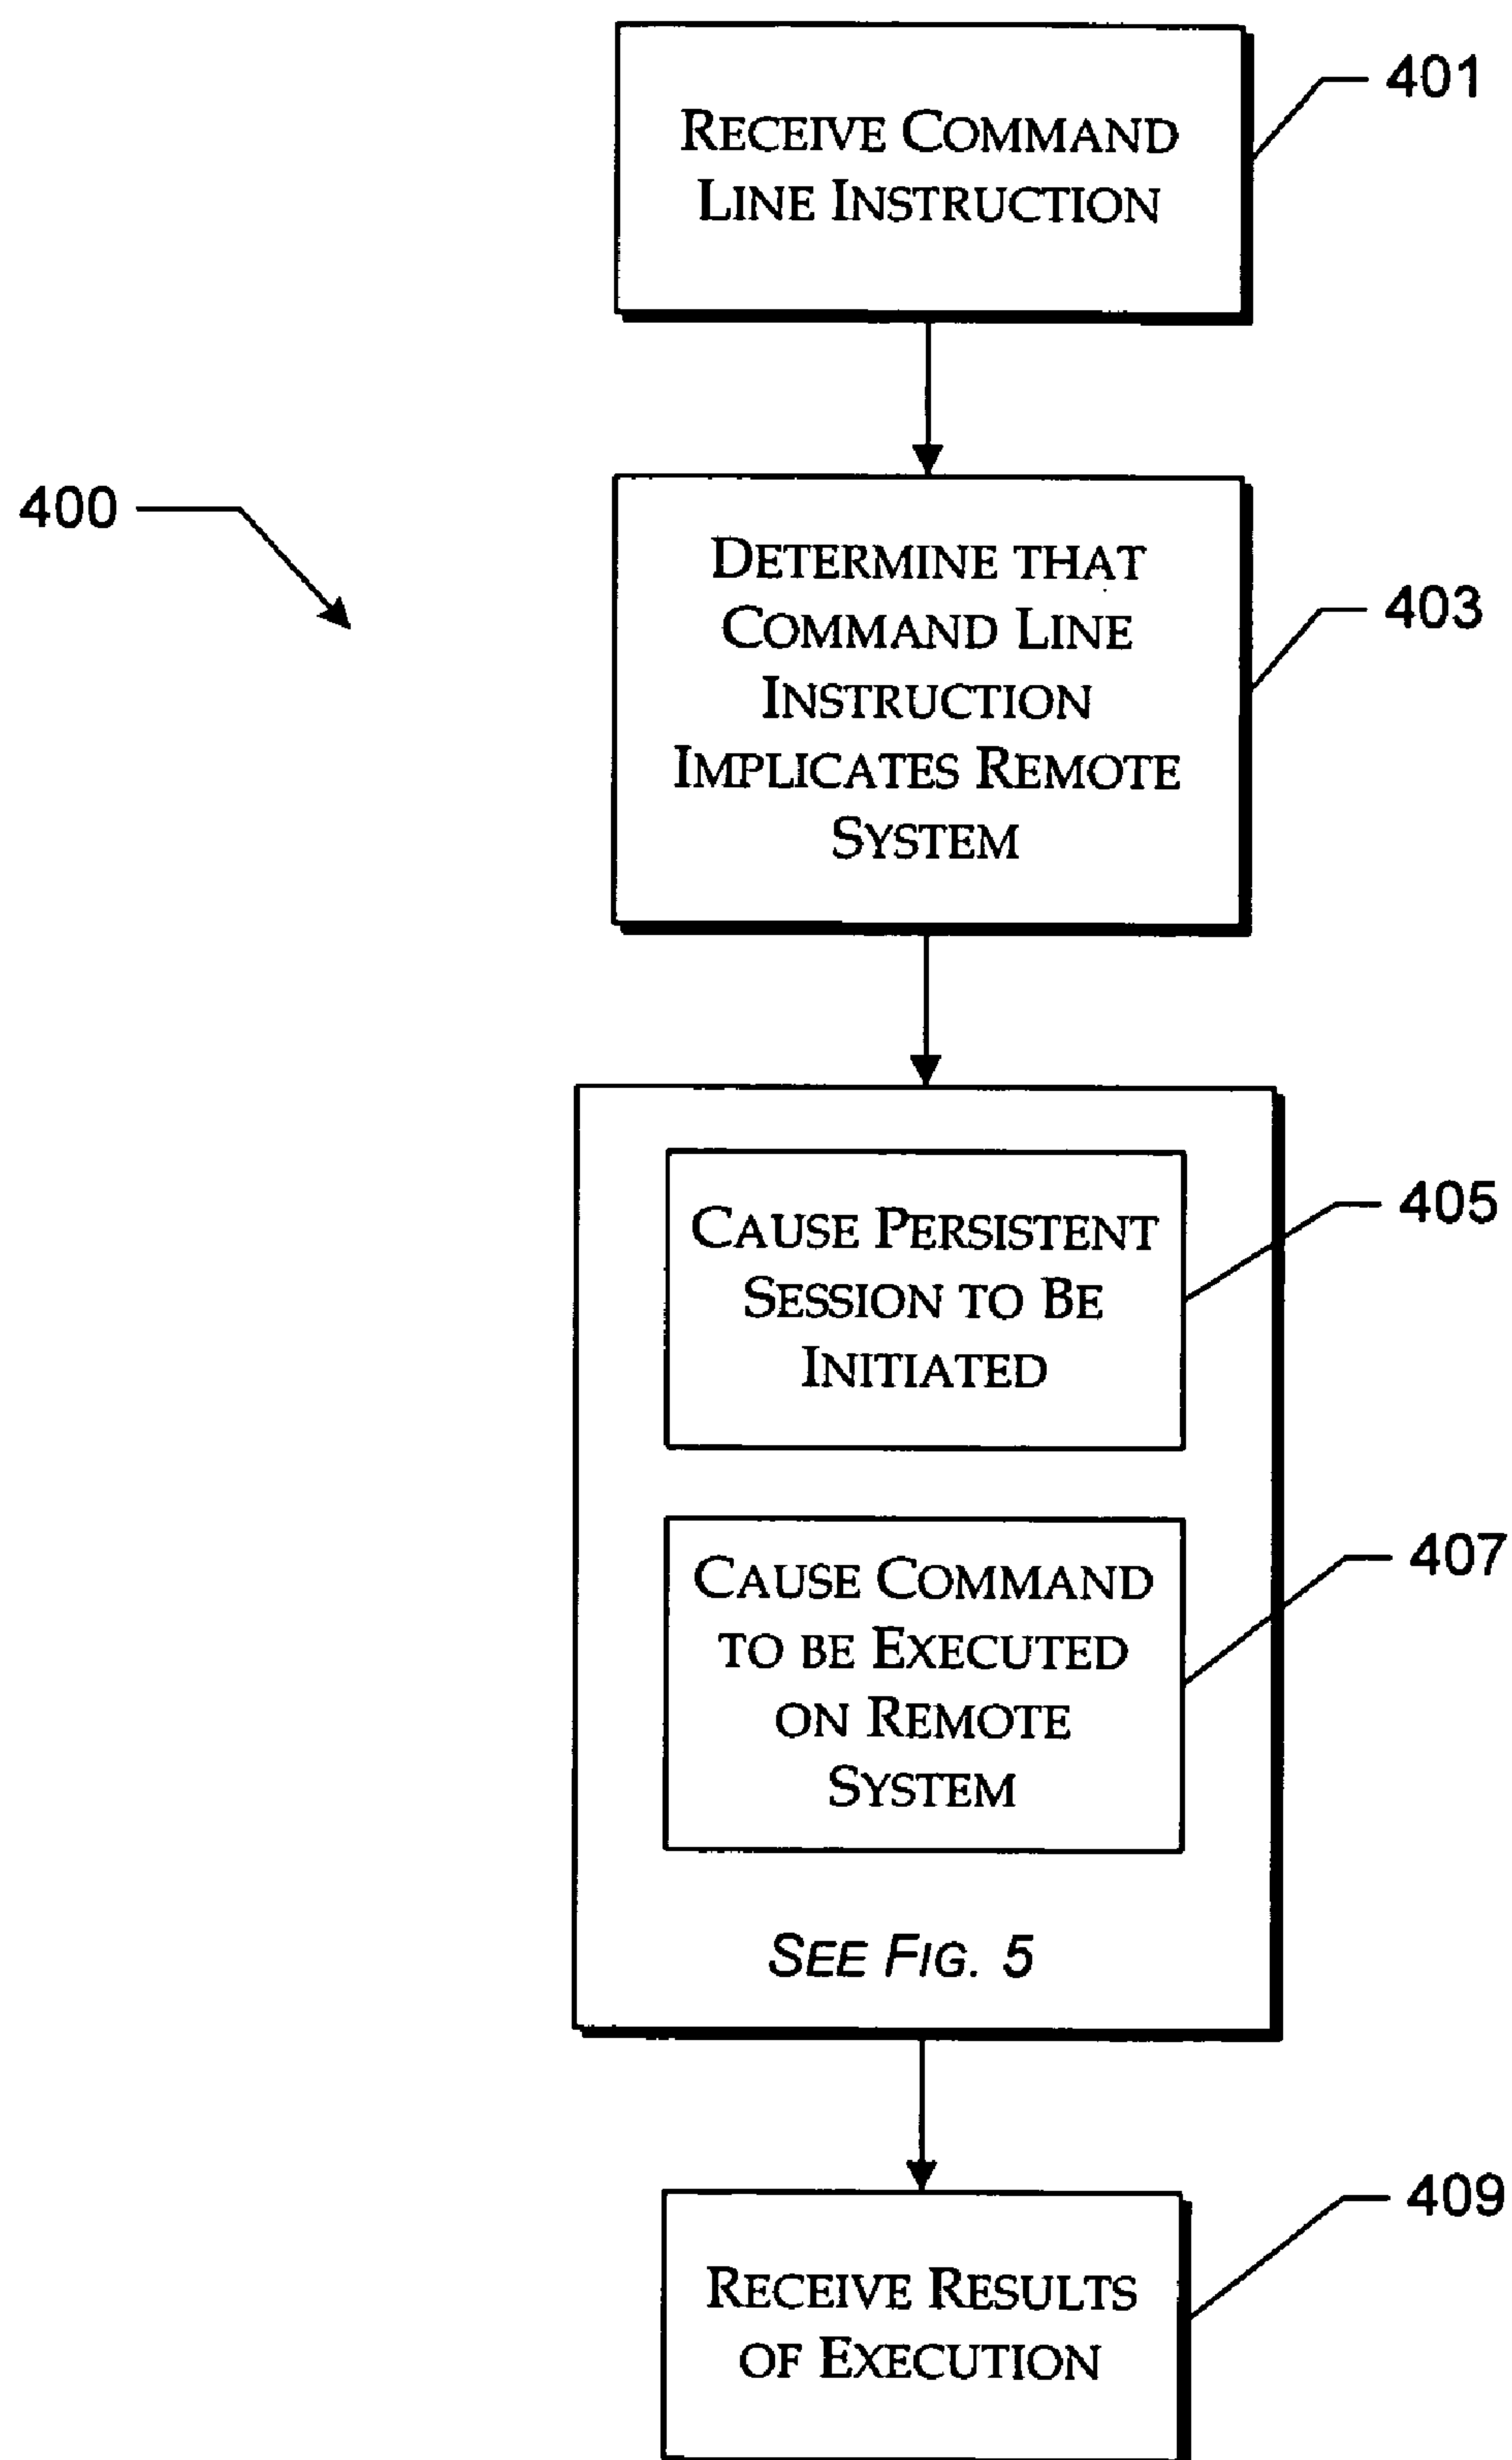 RECEIVE COMMAND
LINE INSTRUCTION
401
400
DETERMINE THAT
COMMAND LINE
INSTRUCTION
IMPLICATES REMOTE
SYSTEM
403
CAUSE PERSISTENT
SESSION TO BE
INITIATED
405
CAUSE COMMAND
TO BE EXECUTED
ON REMOTE
SYSTEM
407
SEE FIG. 5
RECEIVE RESULTS
OF EXECUTION
409